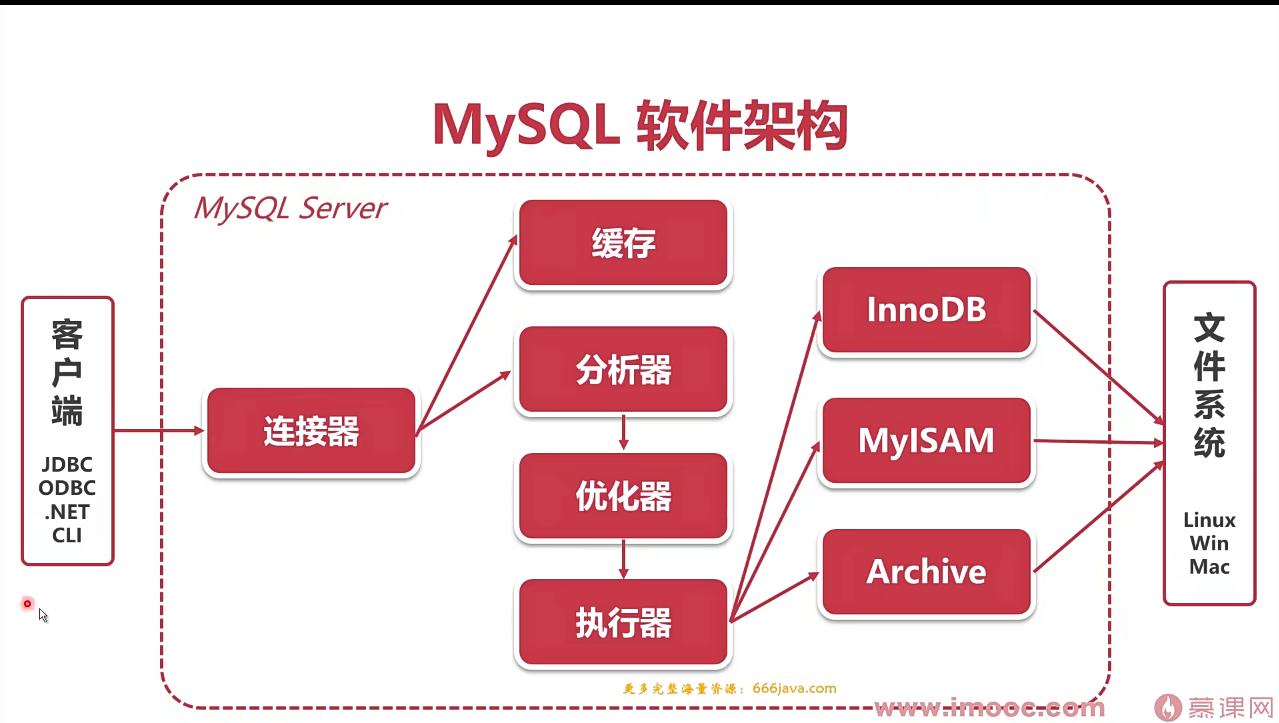 MySQL 软件架构
MySQL Server
客
户
端
JDBC
ODBC
.NET
CLI
连接器
缓存
分析器
优化器
执行器
InnoDB
MyISAM
Archive
文
件
系
统
Linux
Win
Mac
更多完整海量资源：666java.com
www.imooc.com
慕课网